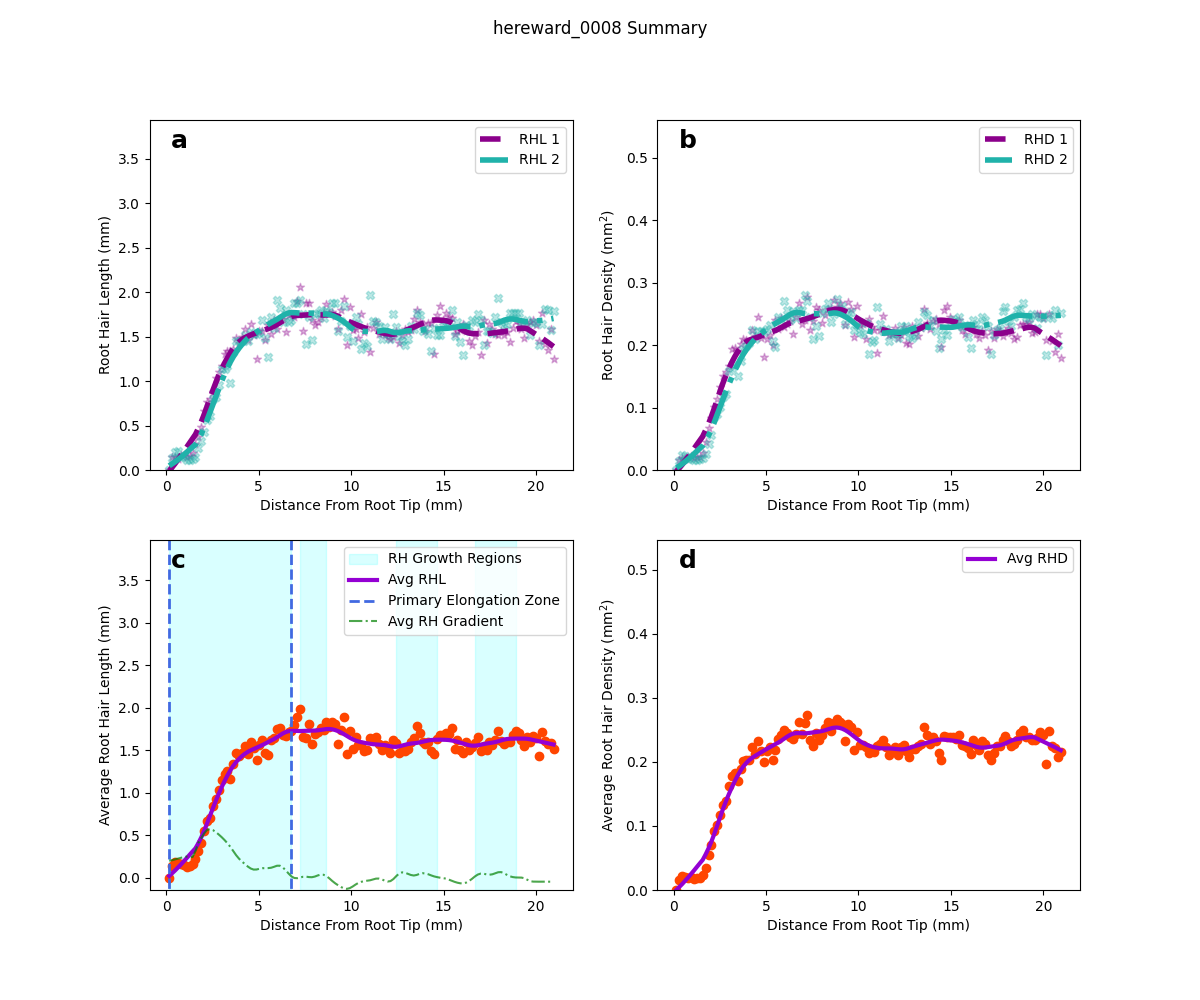 hereward_0008 Summary
a
RHL 1
RHL 2
Root Hair Length (mm)
3.5
3.0
2.5
2.0
1.5
1.0
0.5
0.0
0 5 10 15 20
Distance From Root Tip (mm)
b
RHD 1
RHD 2
Root Hair Density (mm²)
0.5
0.4
0.3
0.2
0.1
0.0
0 5 10 15 20
Distance From Root Tip (mm)
c
RH Growth Regions
Avg RHL
Primary Elongation Zone
Avg RH Gradient
Average Root Hair Length (mm)
3.5
3.0
2.5
2.0
1.5
1.0
0.5
0.0
0 5 10 15 20
Distance From Root Tip (mm)
d
Avg RHD
Average Root Hair Density (mm²)
0.5
0.4
0.3
0.2
0.1
0.0
0 5 10 15 20
Distance From Root Tip (mm)